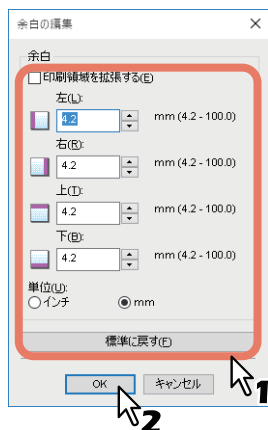 余白の編集
余白
印刷領域を拡張する(E)
左(L):
4.2 mm (4.2 - 100.0)
右(R):
4.2 mm (4.2 - 100.0)
上(T):
4.2 mm (4.2 - 100.0)
下(B):
4.2 mm (4.2 - 100.0)
単位(U):
インチ mm
標準に戻す(F)
1
OK キャンセル
2